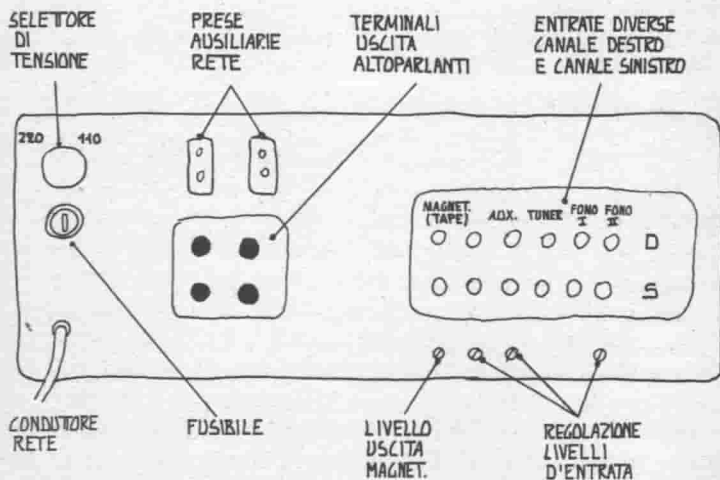 SELETTORE
DI
TENSIONE
PRESE
AUSILIARIE
RETE
TERMINALI
USCITA
ALTOPARLANTI
ENTRATE DIVERSE
CANALE DESTRO
E CANALE SINISTRO
220 110
MAGNET.
(TAPE)
AUX.
TUNER
FONO
I
FONO
II
D
S
CONDUTTORE
RETE
FUSIBILE
LIVELLO
USCITA
MAGNET.
REGOLAZIONE
LIVELLI
D'ENTRATA